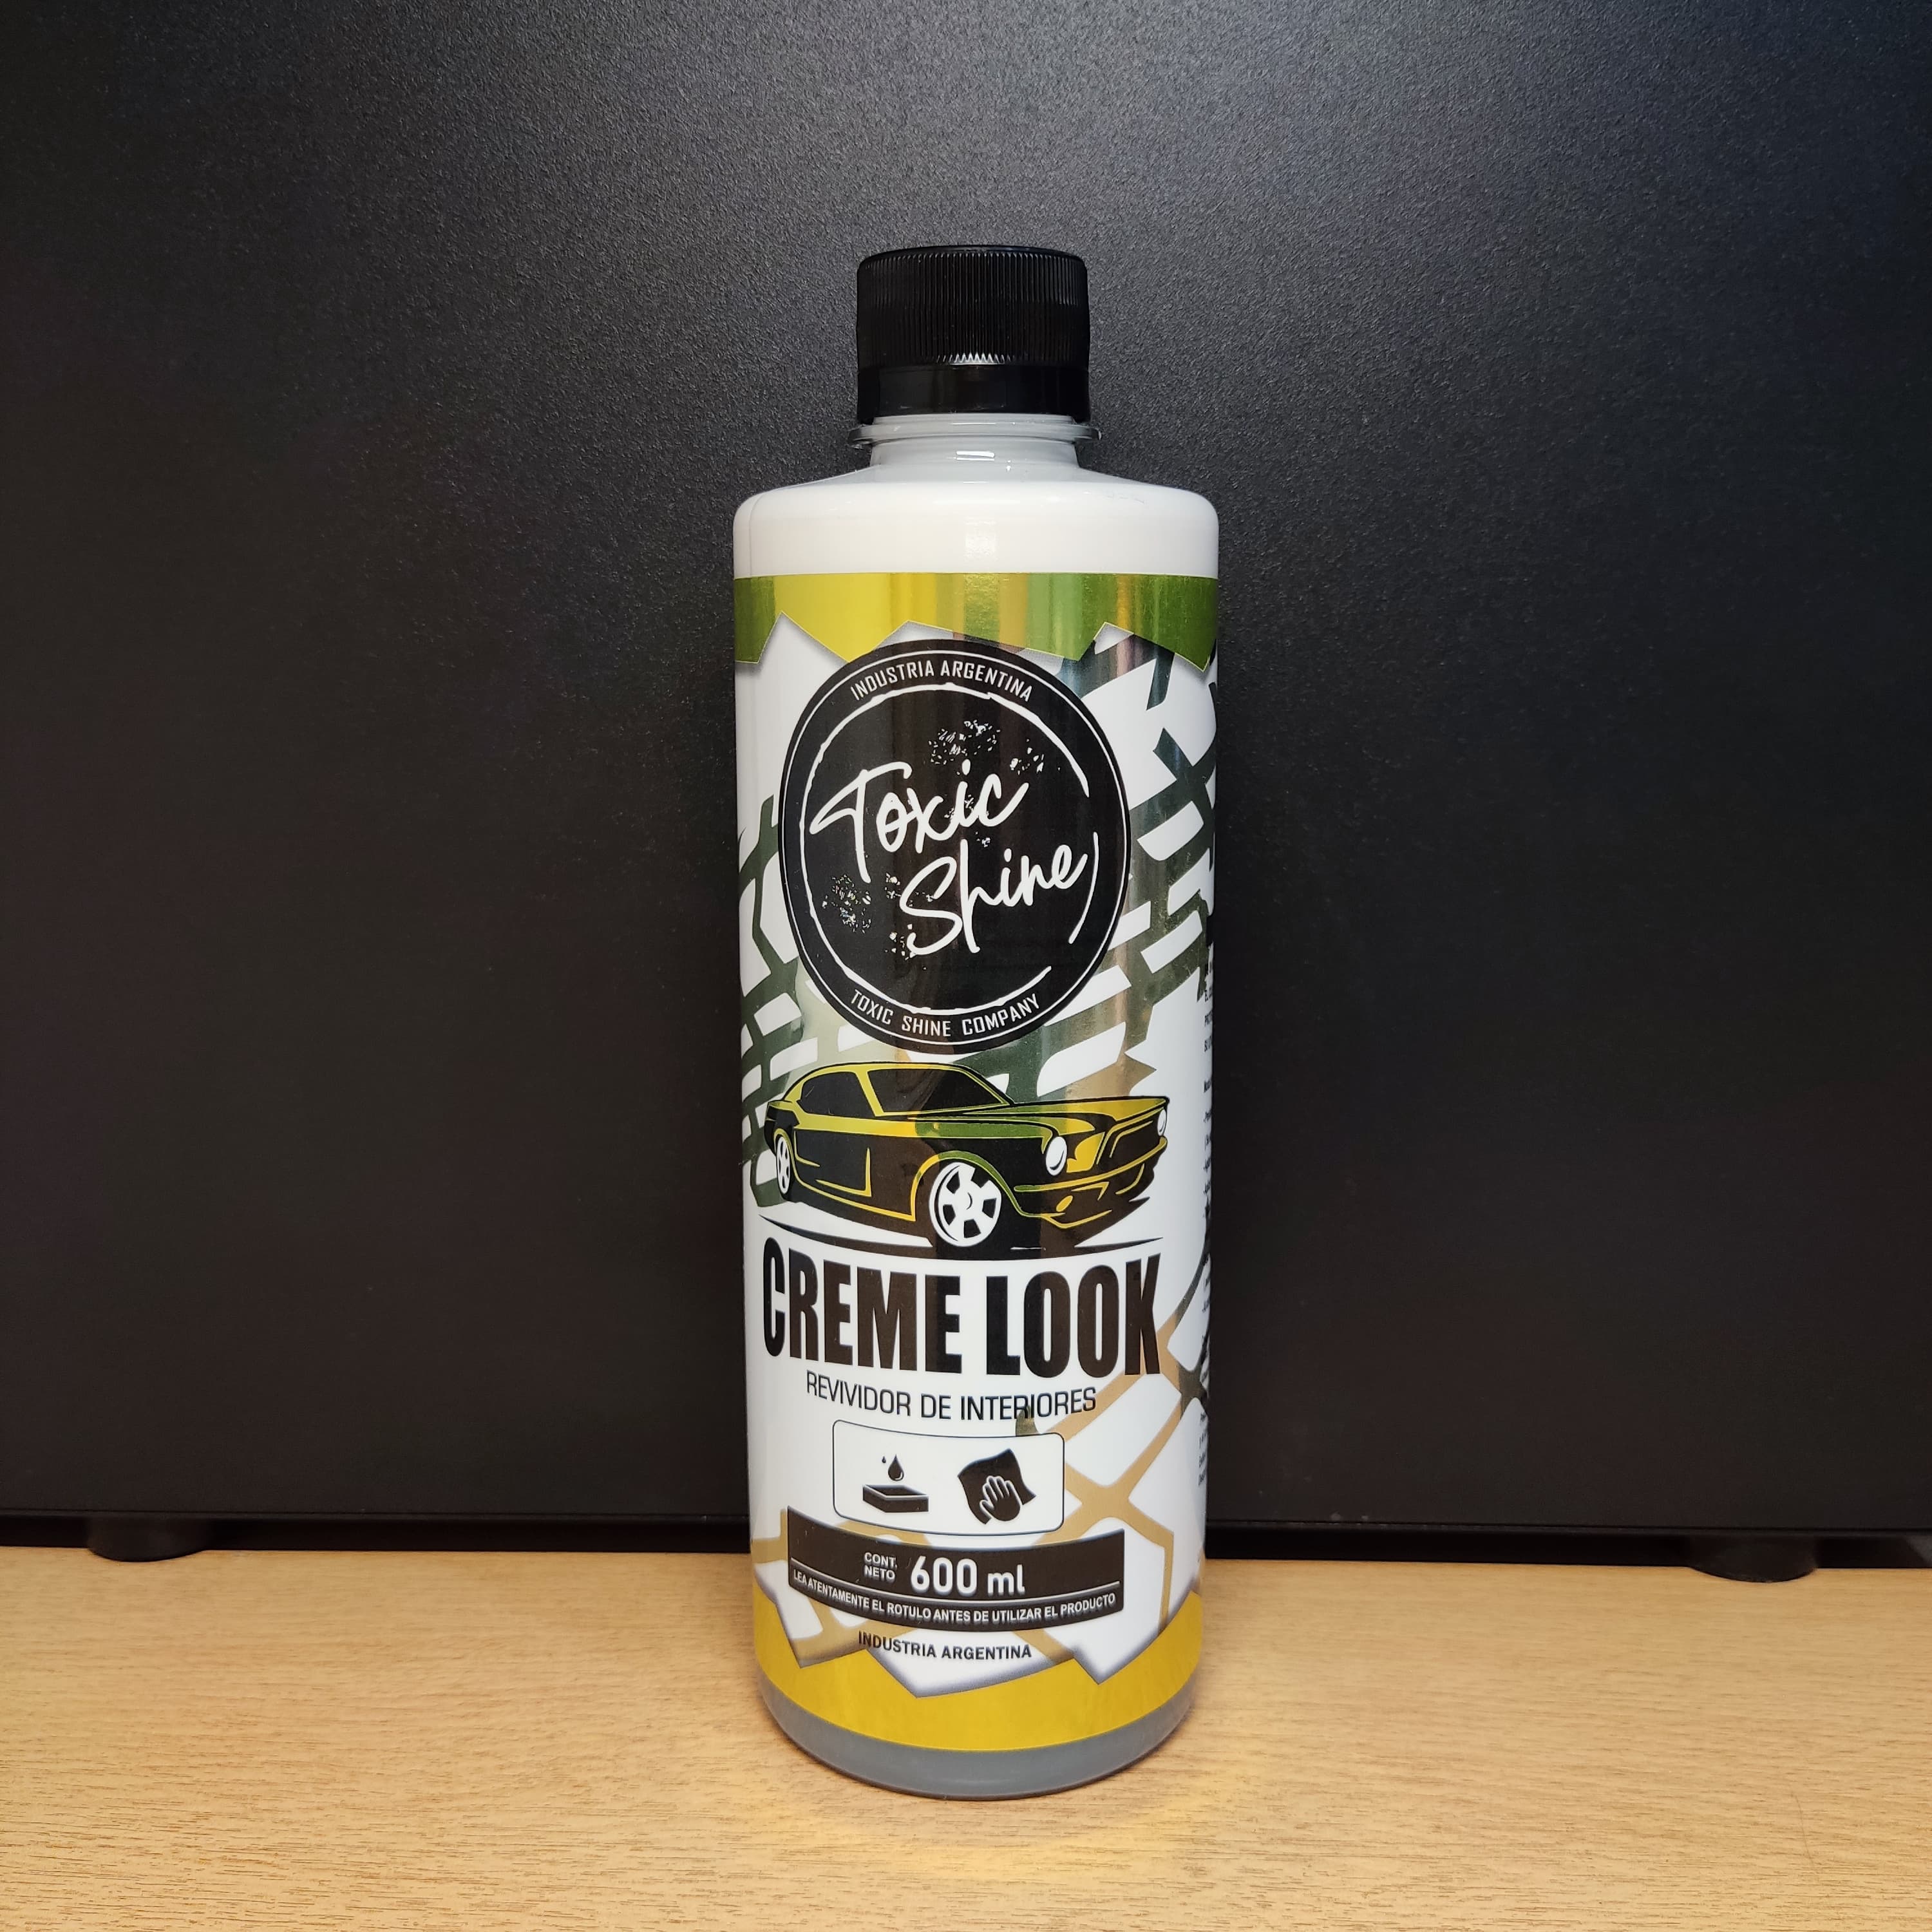 INDUSTRIA ARGENTINA
Toxic
Shine
TOXIC SHINE COMPANY
CREME LOOK
REVIVIDOR DE INTERIORES
CONT.
NETO
600 ml
LEA ATENTAMENTE EL ROTULO ANTES DE UTILIZAR EL PRODUCTO
INDUSTRIA ARGENTINA